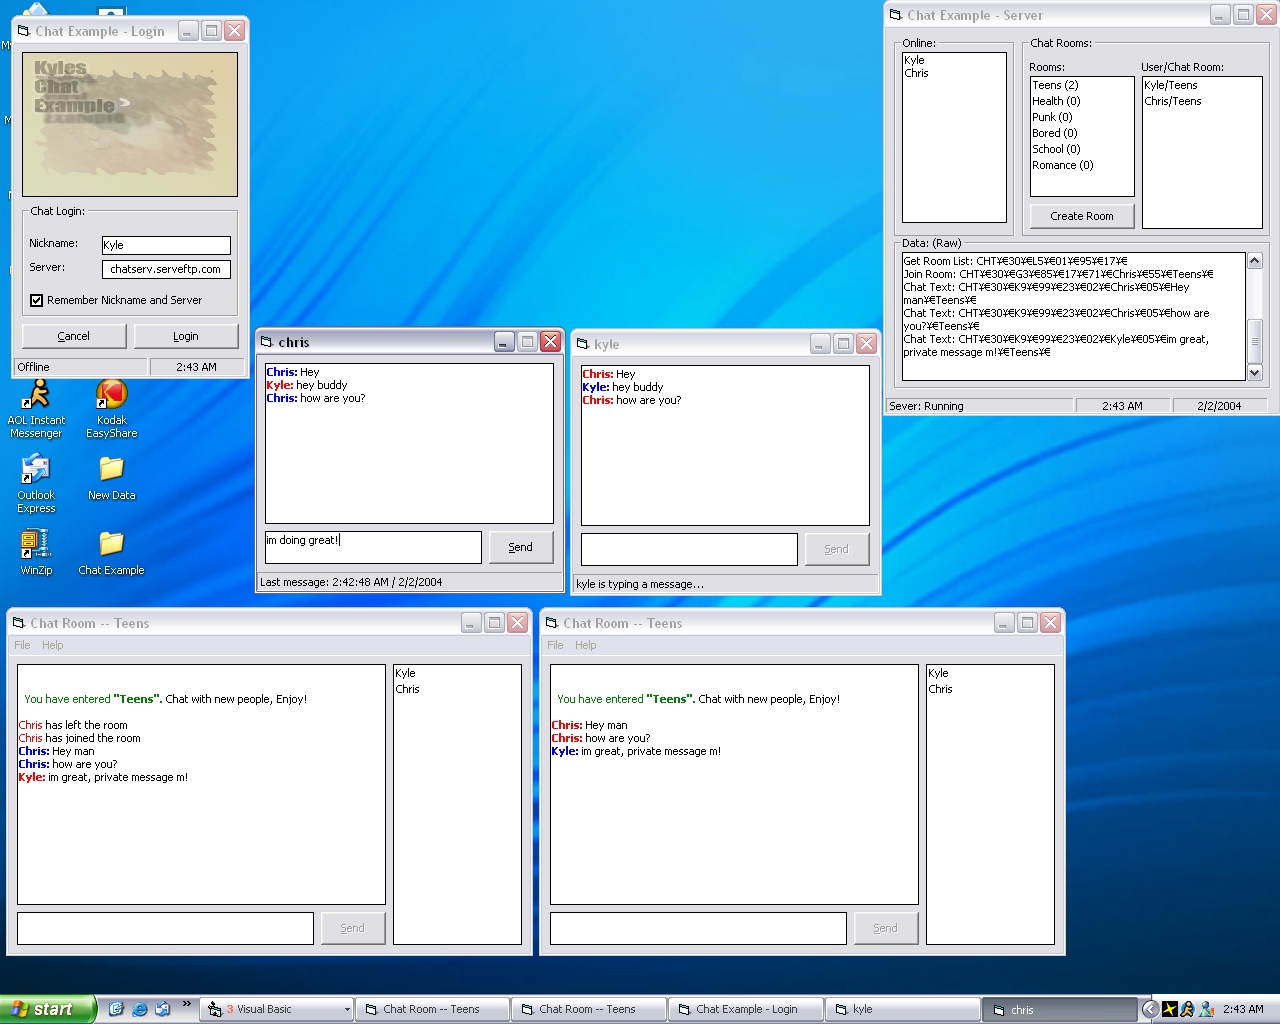 Chat Example - Login
Kyles
Chat
Example
Chat Login:
Nickname:
Kyle
Server:
chatserv.serveftp.com
Remember Nickname and Server
Cancel
Login
Offline
2:43 AM
Chat Example - Server
Online:
Kyle
Chris
Chat Rooms:
Rooms:
Teens (2)
Health (0)
Punk (0)
Bored (0)
School (0)
Romance (0)
Create Room
User/Chat Room:
Kyle/Teens
Chris/Teens
Data: (Raw)
Get Room List: CHT¥€30¥€L5¥€01¥€95¥€17¥€
Join Room: CHT¥€30¥€G3¥€85¥€17¥€71¥€Chris¥€55¥€Teens¥€
Chat Text: CHT¥€30¥€K9¥€99¥€23¥€02¥€Chris¥€05¥€Hey
man¥€Teens¥€
Chat Text: CHT¥€30¥€K9¥€99¥€23¥€02¥€Chris¥€05¥€how are
you?¥€Teens¥€
Chat Text: CHT¥€30¥€K9¥€99¥€23¥€02¥€Kyle¥€05¥€im great,
private message m!¥€Teens¥€
Sever: Running
2:43 AM
2/2/2004
AOL Instant
Messenger
Kodak
EasyShare
Outlook
Express
New Data
WinZip
Chat Example
chris
Chris: Hey
Kyle: hey buddy
Chris: how are you?
im doing great!
Send
Last message: 2:42:48 AM / 2/2/2004
kyle
Chris: Hey
Kyle: hey buddy
Chris: how are you?
Send
kyle is typing a message...
Chat Room -- Teens
File Help
You have entered "Teens". Chat with new people, Enjoy!
Chris has left the room
Chris has joined the room
Chris: Hey man
Chris: how are you?
Kyle: im great, private message m!
Kyle
Chris
Send
Chat Room -- Teens
File Help
You have entered "Teens". Chat with new people, Enjoy!
Chris: Hey man
Chris: how are you?
Kyle: im great, private message m!
Kyle
Chris
Send
start
3 Visual Basic
Chat Room -- Teens
Chat Room -- Teens
Chat Example - Login
kyle
chris
2:43 AM